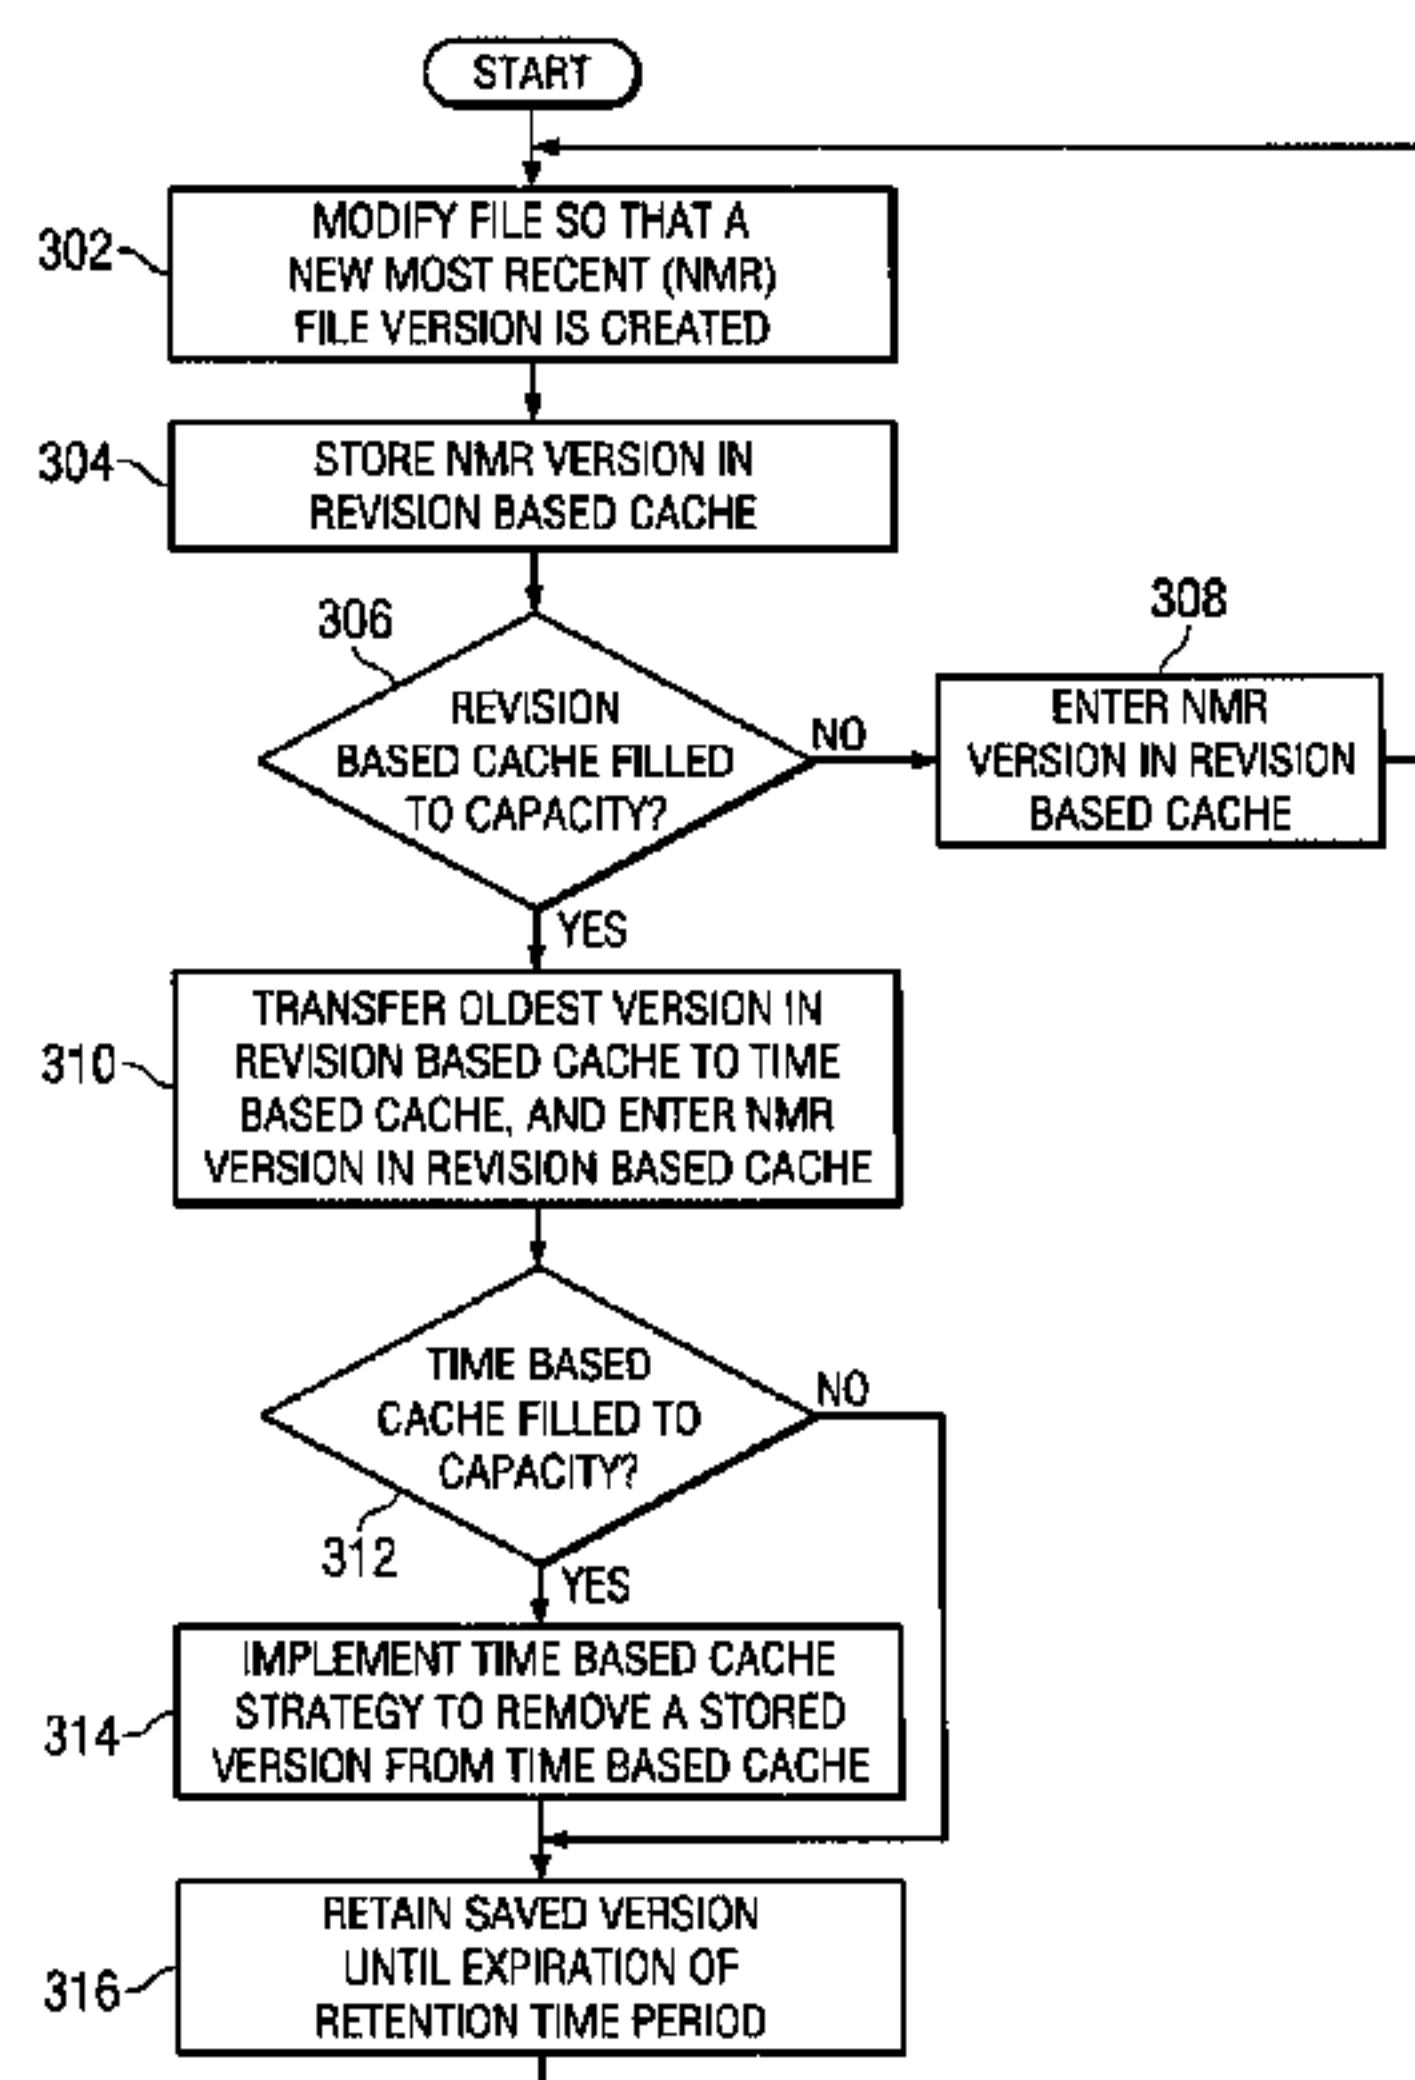 START
302
MODIFY FILE SO THAT A
NEW MOST RECENT (NMR)
FILE VERSION IS CREATED
304
STORE NMR VERSION IN
REVISION BASED CACHE
306
REVISION
BASED CACHE FILLED
TO CAPACITY?
NO
308
ENTER NMR
VERSION IN REVISION
BASED CACHE
YES
310
TRANSFER OLDEST VERSION IN
REVISION BASED CACHE TO TIME
BASED CACHE, AND ENTER NMR
VERSION IN REVISION BASED CACHE
TIME BASED
CACHE FILLED TO
CAPACITY?
NO
312
YES
314
IMPLEMENT TIME BASED CACHE
STRATEGY TO REMOVE A STORED
VERSION FROM TIME BASED CACHE
316
RETAIN SAVED VERSION
UNTIL EXPIRATION OF
RETENTION TIME PERIOD